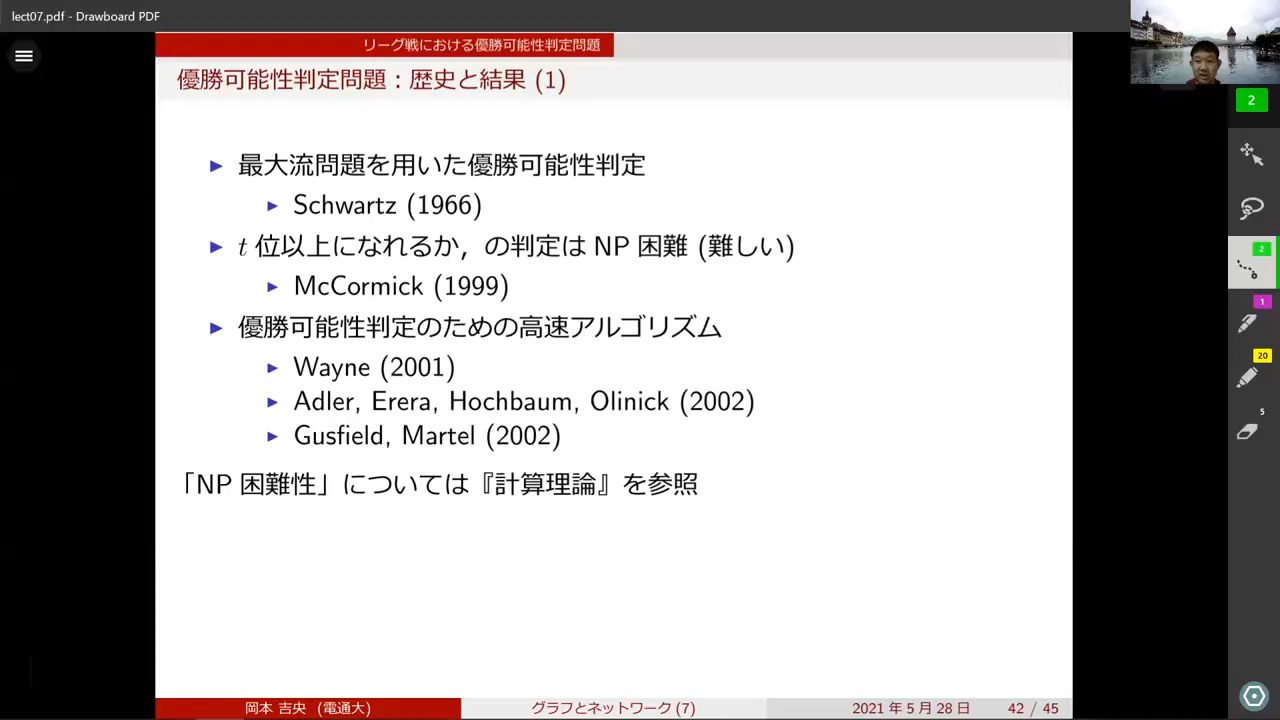 lect07.pdf - Drawboard PDF
リーグ戦における優勝可能性判定問題
優勝可能性判定問題：歴史と結果 (1)
最大流問題を用いた優勝可能性判定
Schwartz (1966)
t 位以上になれるか，の判定は NP 困難 (難しい)
McCormick (1999)
優勝可能性判定のための高速アルゴリズム
Wayne (2001)
Adler, Erera, Hochbaum, Olinick (2002)
Gusfield, Martel (2002)
「NP 困難性」については『計算理論』を参照
岡本 吉央 (電通大)
グラフとネットワーク (7)
2021 年 5 月 28 日
42 / 45
2
2
1
20
5